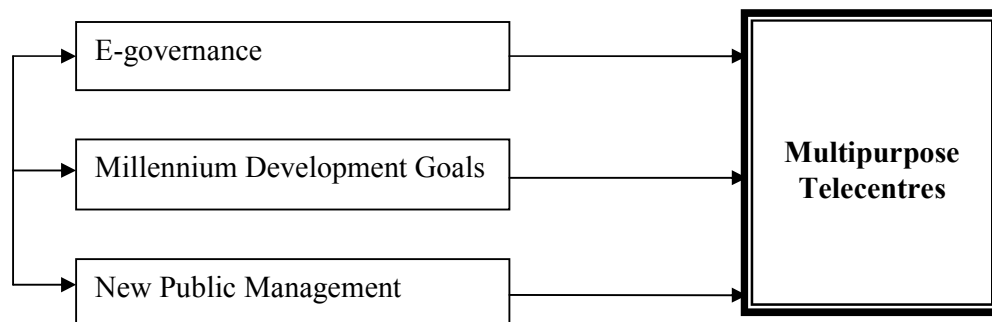 E-governance
Millennium Development Goals
New Public Management
Multipurpose
Telecentres